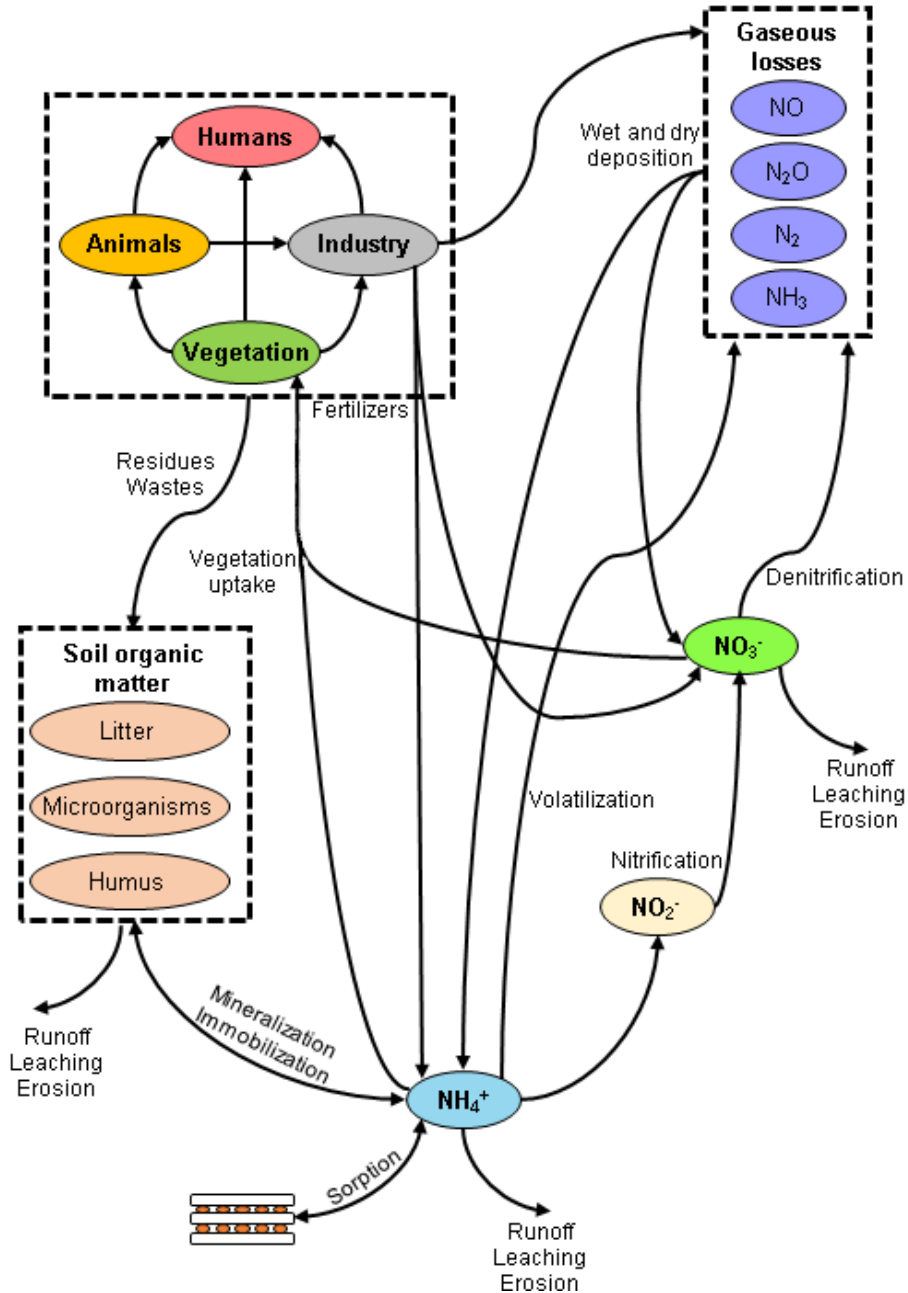 Gaseous
losses
NO
N₂O
N₂
NH₃
Wet and dry
deposition
Humans
Animals
Industry
Vegetation
Fertilizers
Residues
Wastes
Vegetation
uptake
Denitrification
Soil organic
matter
Litter
Microorganisms
Humus
NO₃⁻
Runoff
Leaching
Erosion
Volatilization
Nitrification
NO₂⁻
Runoff
Leaching
Erosion
Mineralization
Immobilization
NH₄⁺
Sorption
Runoff
Leaching
Erosion